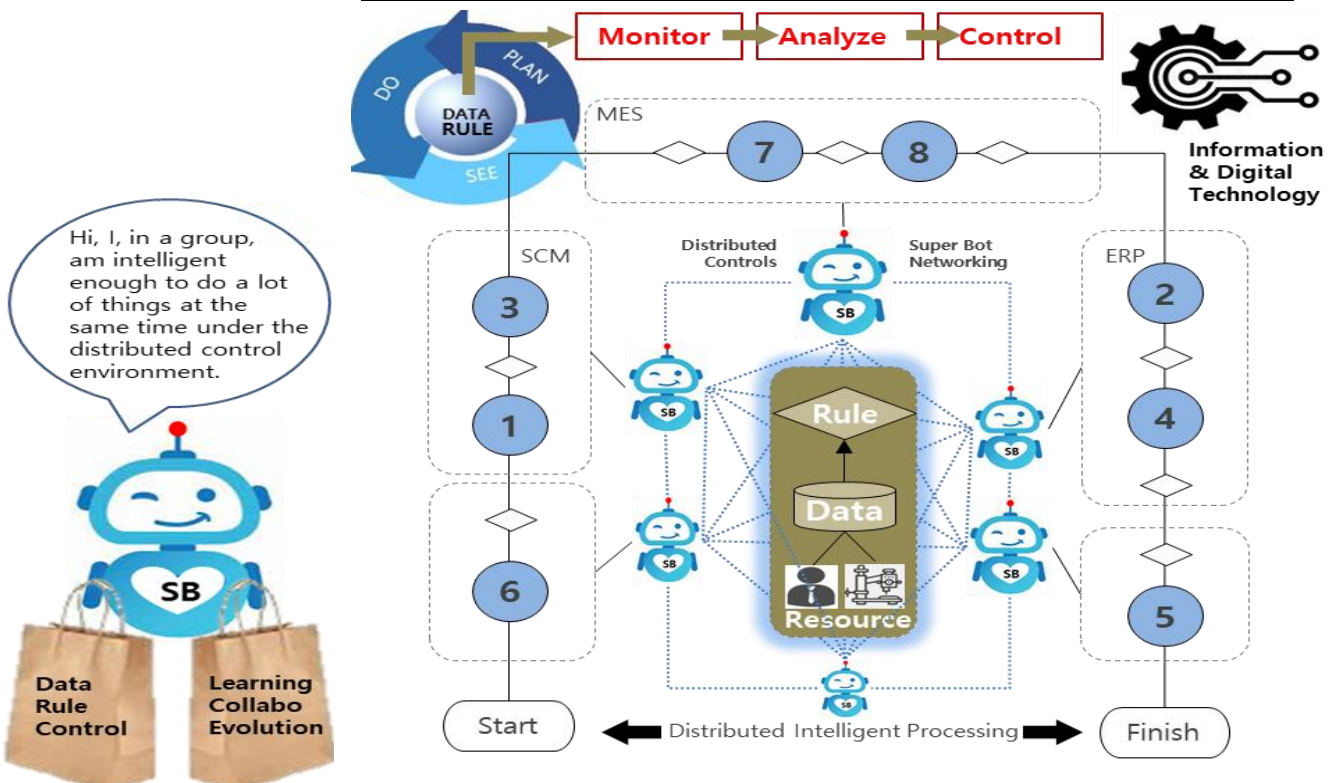 Monitor
Analyze
Control
PLAN
DO
SEE
DATA
RULE
MES
7
8
Information
& Digital
Technology
Hi, I, in a group,
am intelligent
enough to do a lot
of things at the
same time under the
distributed control
environment.
SCM
3
1
6
Distributed
Controls
Super Bot
Networking
ERP
2
4
5
SB
SB
SB
SB
SB
SB
Rule
Data
Resource
SB
Data
Rule
Control
Learning
Collabo
Evolution
Start
Distributed Intelligent Processing
Finish